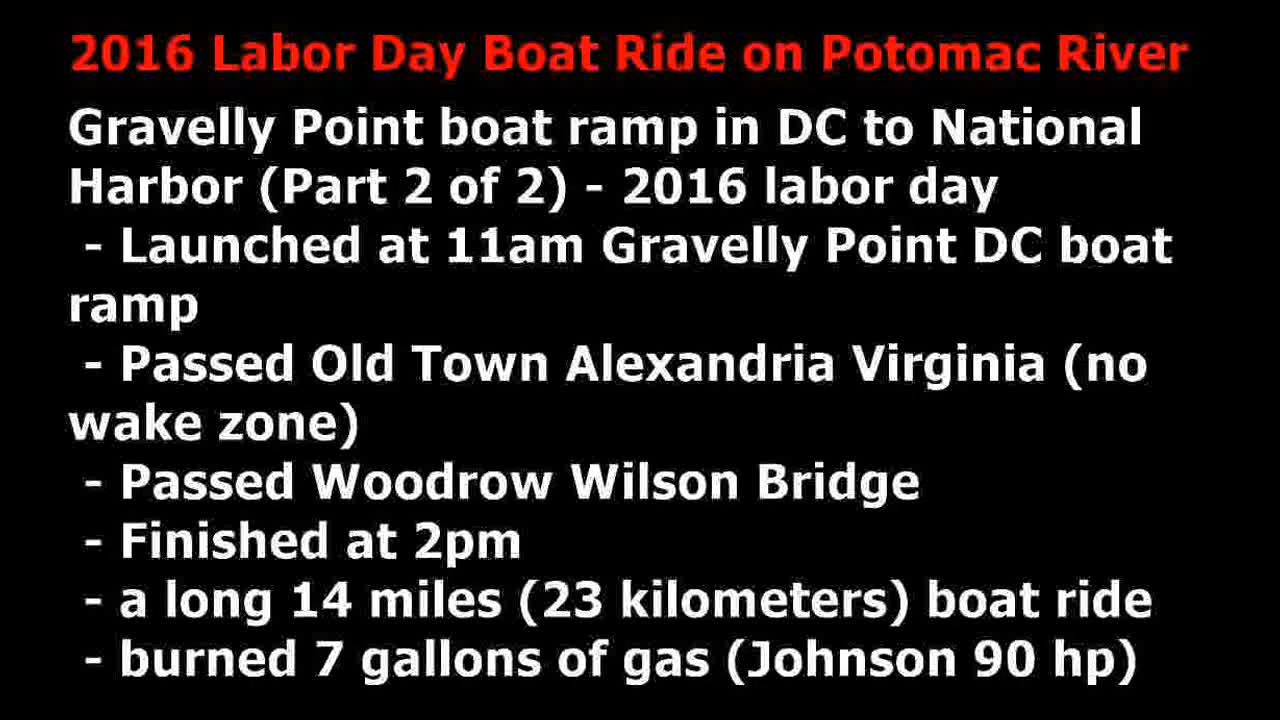 2016 Labor Day Boat Ride on Potomac River
Gravelly Point boat ramp in DC to National
Harbor (Part 2 of 2) - 2016 labor day
- Launched at 11am Gravelly Point DC boat
ramp
- Passed Old Town Alexandria Virginia (no
wake zone)
- Passed Woodrow Wilson Bridge
- Finished at 2pm
- a long 14 miles (23 kilometers) boat ride
- burned 7 gallons of gas (Johnson 90 hp)